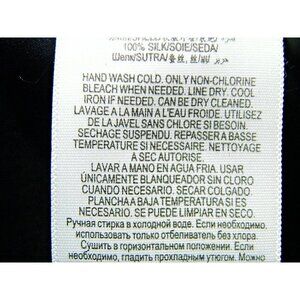 100% SILK/SOIE/SEDA/
Шелк/SUTRA/
HAND WASH COLD. ONLY NON-CHLORINE
BLEACH WHEN NEEDED. LINE DRY. COOL
IRON IF NEEDED. CAN BE DRY CLEANED.
LAVAGE A LA MAIN A L'EAU FROIDE. UTILISEZ
DE LA JAVEL SANS CHLORE SI BESOIN.
SECHAGE SUSPENDU. REPASSER A BASSE
TEMPERATURE SI NECESSAIRE. NETTOYAGE
A SEC AUTORISE.
LAVAR A MANO EN AGUA FRIA. USAR
ÚNICAMENTE BLANQUEADOR SIN CLORO
CUANDO NECESARIO. SECAR COLGADO.
PLANCHA A BAJA TEMPERATURA SI ES
NECESARIO. SE PUEDE LIMPIAR EN SECO.
Ручная стирка в холодной воде. Если необходимо,
использовать только отбеливатель без хлора.
Сушить в горизонтальном положении. Если
необходимо, гладить прохладным утюгом. Можно